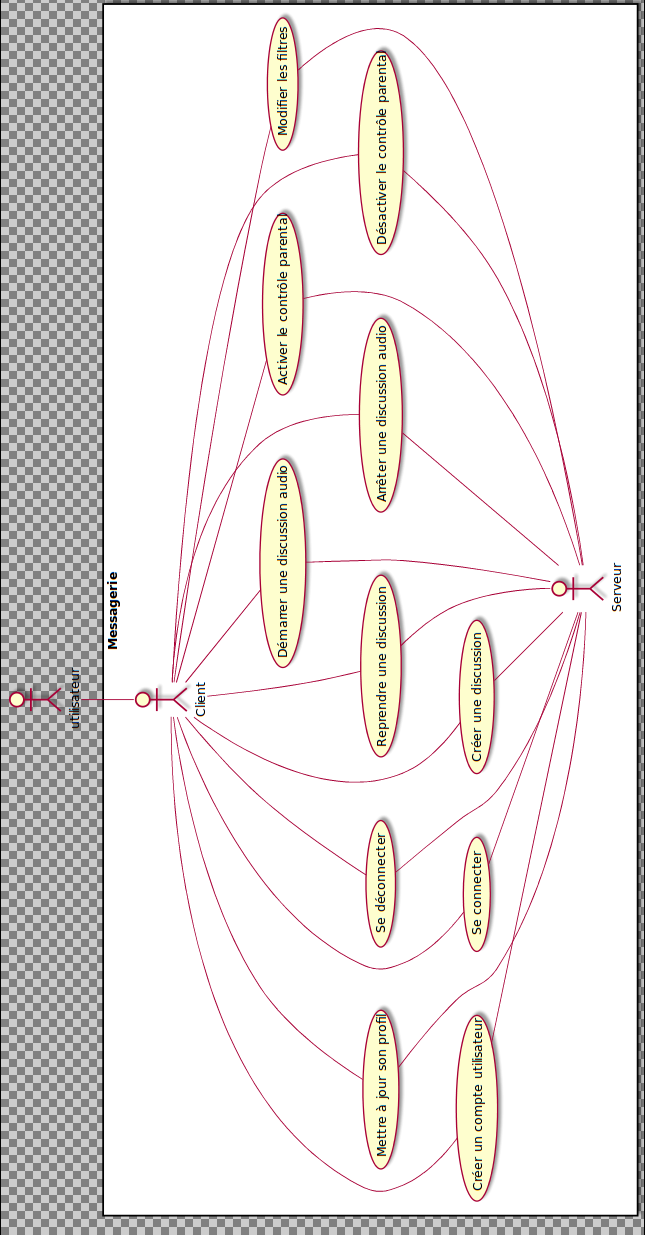 utilisateur
Messagerie
Client
Modifier les filtres
Activer le contrôle parental
Démarrer une discussion audio
Désactiver le contrôle parental
Arrêter une discussion audio
Reprendre une discussion
Se déconnecter
Mettre à jour son profil
Créer une discussion
Se connecter
Créer un compte utilisateur
Serveur